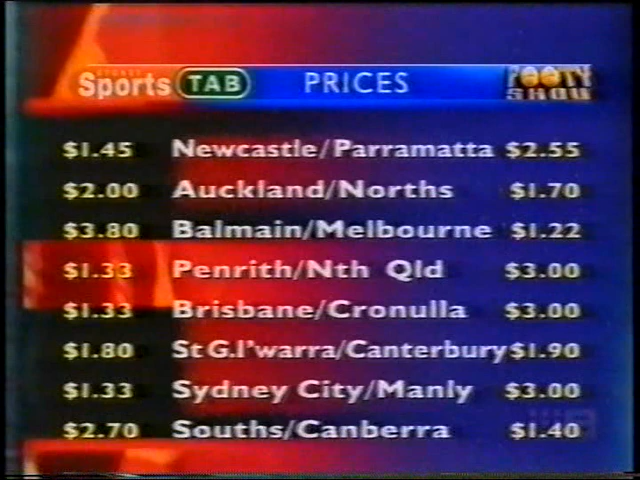 Sports TAB PRICES FOOTY SHOW
$1.45 Newcastle/Parramatta $2.55
$2.00 Auckland/Norths $1.70
$3.80 Balmain/Melbourne $1.22
$1.33 Penrith/Nth Qld $3.00
$1.33 Brisbane/Cronulla $3.00
$1.80 St G.I'warra/Canterbury $1.90
$1.33 Sydney City/Manly $3.00
$2.70 Souths/Canberra $1.40